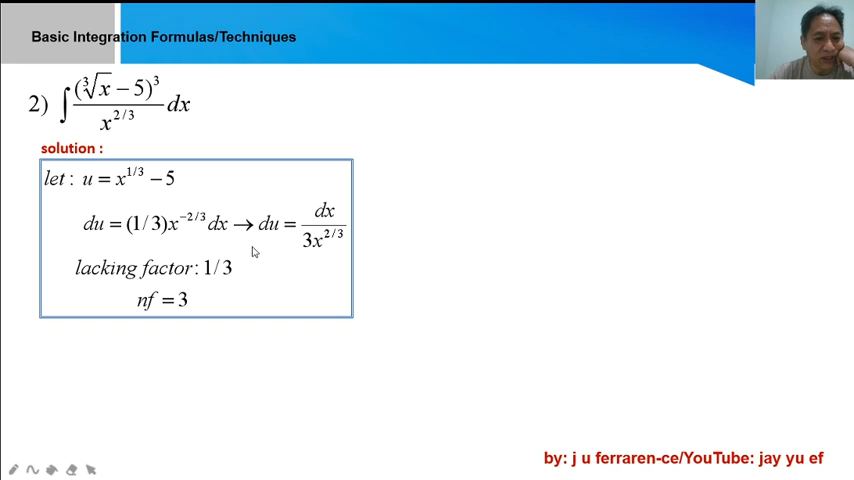 Basic Integration Formulas/Techniques
2) ∫ (∛x − 5)³ / x^{2/3} dx
solution :
let : u = x^{1/3} − 5
du = (1/3)x^{−2/3} dx → du = dx / 3x^{2/3}
lacking factor : 1/3
nf = 3
by: j u ferraren-ce/YouTube: jay yu ef